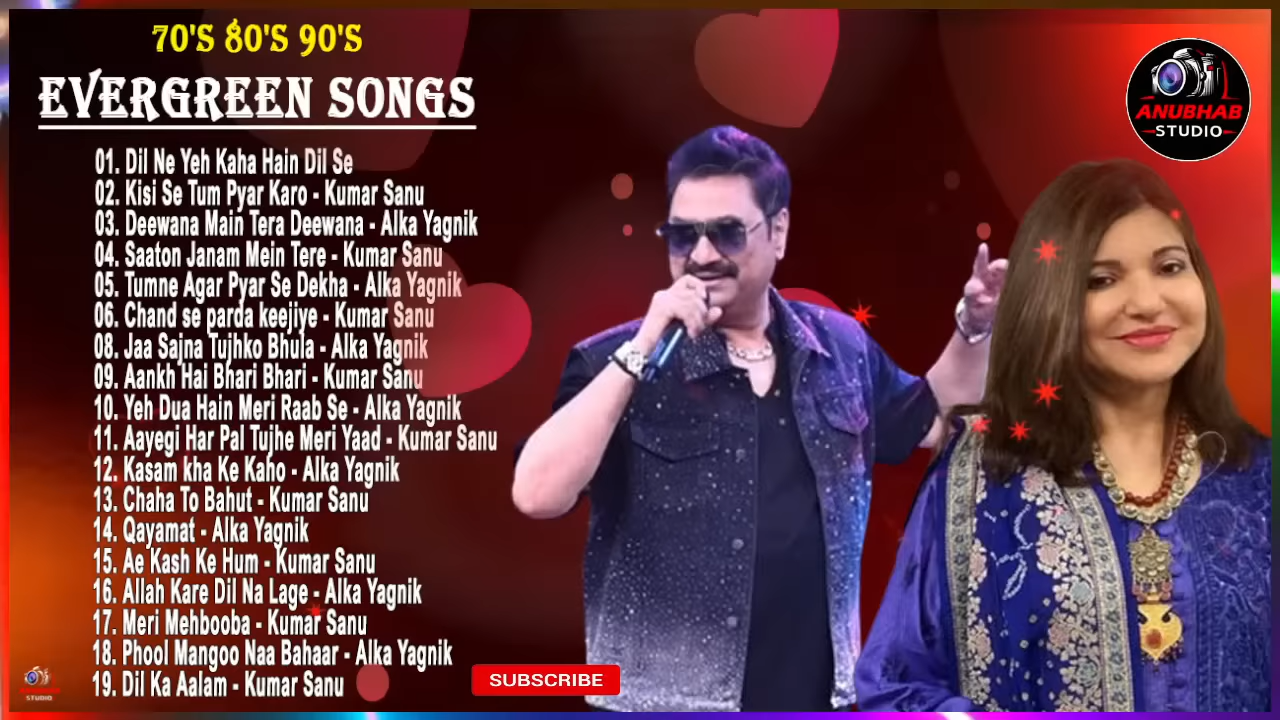 70'S 80'S 90'S
EVERGREEN SONGS
01. Dil Ne Yeh Kaha Hain Dil Se
02. Kisi Se Tum Pyar Karo - Kumar Sanu
03. Deewana Main Tera Deewana - Alka Yagnik
04. Saaton Janam Mein Tere - Kumar Sanu
05. Tumne Agar Pyar Se Dekha - Alka Yagnik
06. Chand se parda keejiye - Kumar Sanu
08. Jaa Sajna Tujhko Bhula - Alka Yagnik
09. Aankh Hai Bhari Bhari - Kumar Sanu
10. Yeh Dua Hain Meri Raab Se - Alka Yagnik
11. Aayegi Har Pal Tujhe Meri Yaad - Kumar Sanu
12. Kasam kha Ke Kaho - Alka Yagnik
13. Chaha To Bahut - Kumar Sanu
14. Qayamat - Alka Yagnik
15. Ae Kash Ke Hum - Kumar Sanu
16. Allah Kare Dil Na Lage - Alka Yagnik
17. Meri Mehbooba - Kumar Sanu
18. Phool Mangoo Naa Bahaar - Alka Yagnik
19. Dil Ka Aalam - Kumar Sanu
SUBSCRIBE
ANUBHAB
STUDIO
ANUBHAB
STUDIO